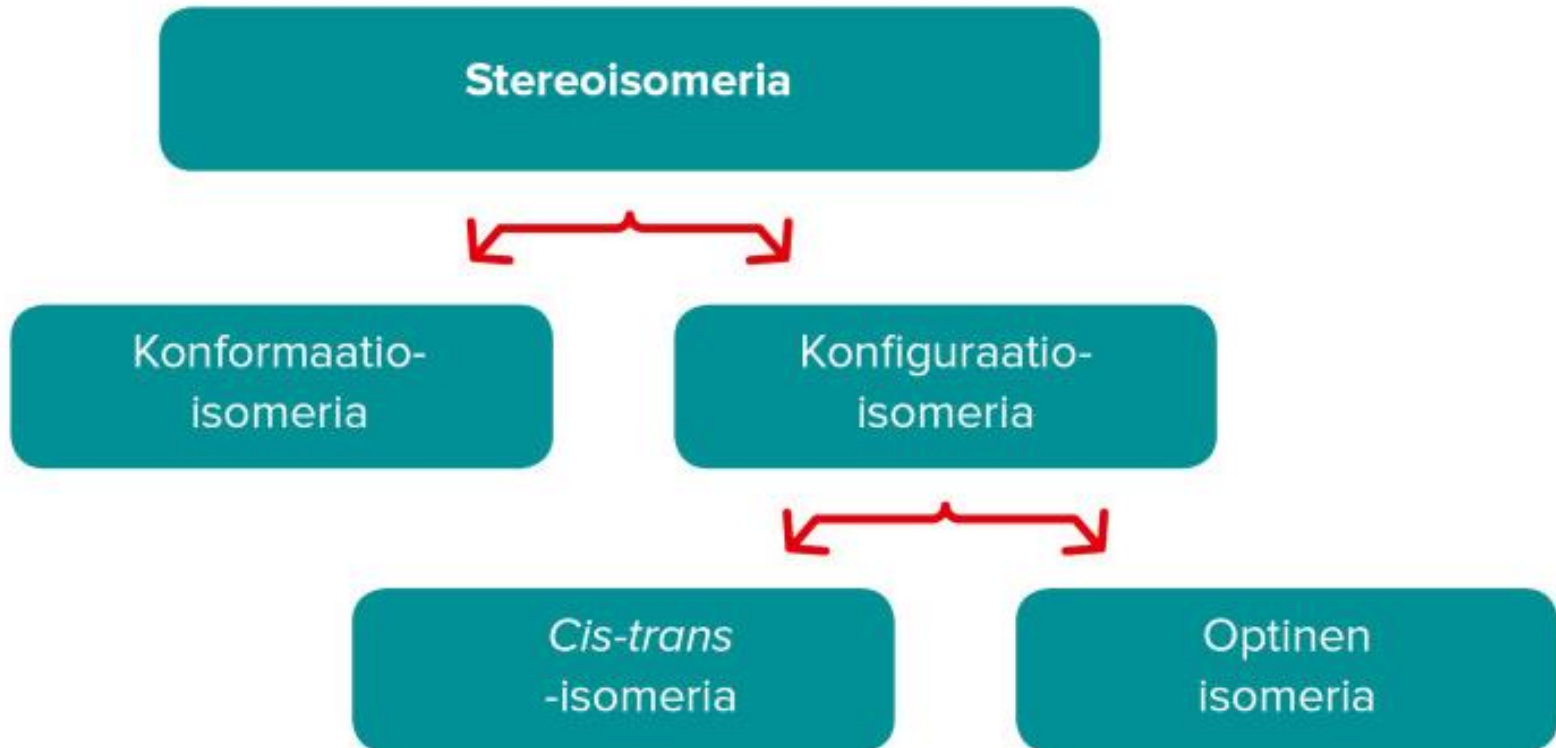 Stereoisomeria
Konformaatio-
isomeria
Konfiguraatio-
isomeria
Cis-trans
-isomeria
Optinen
isomeria